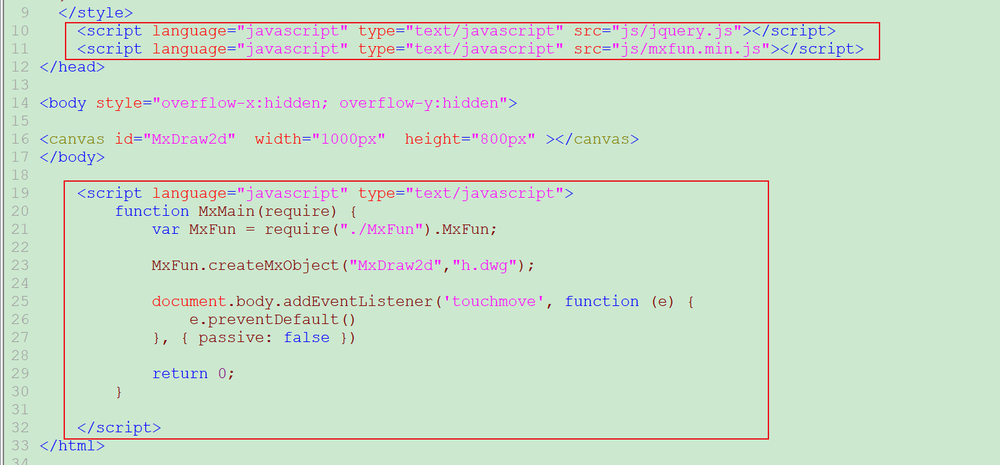 9 </style>
10 <script language="javascript" type="text/javascript" src="js/jquery.js"></script>
11 <script language="javascript" type="text/javascript" src="js/mxfun.min.js"></script>
12 </head>
13
14 <body style="overflow-x:hidden; overflow-y:hidden">
15
16 <canvas id="MxDraw2d"  width="1000px"  height="800px" ></canvas>
17 </body>
18
19 <script language="javascript" type="text/javascript">
20 function MxMain(require) {
21 var MxFun = require("./MxFun").MxFun;
22
23 MxFun.createMxObject("MxDraw2d","h.dwg");
24
25 document.body.addEventListener('touchmove', function (e) {
26 e.preventDefault()
27 }, { passive: false })
28
29 return 0;
30 }
31
32 </script>
33 </html>
34